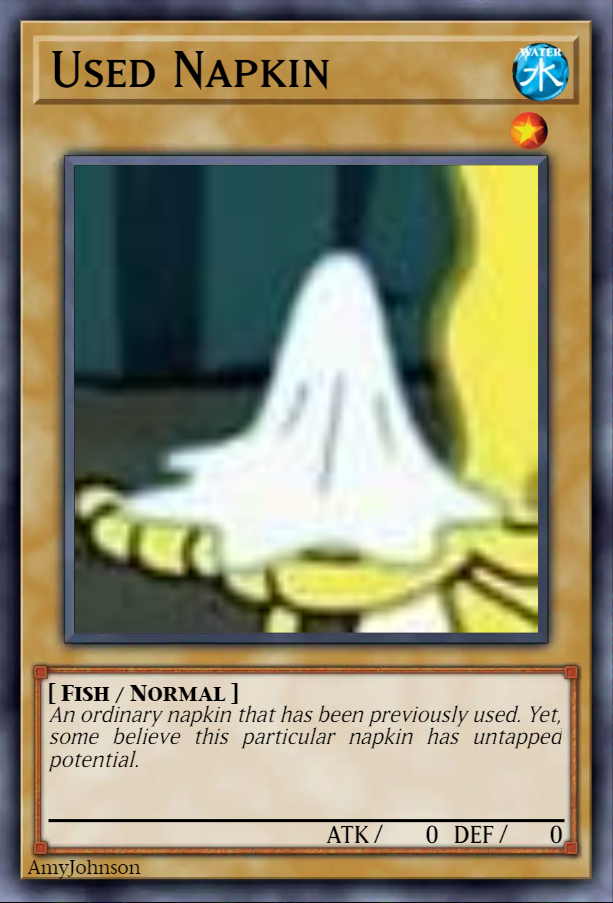 Used Napkin
WATER
水
[ Fish / Normal ]
An ordinary napkin that has been previously used. Yet,
some believe this particular napkin has untapped
potential.
ATK / 0 DEF / 0
AmyJohnson